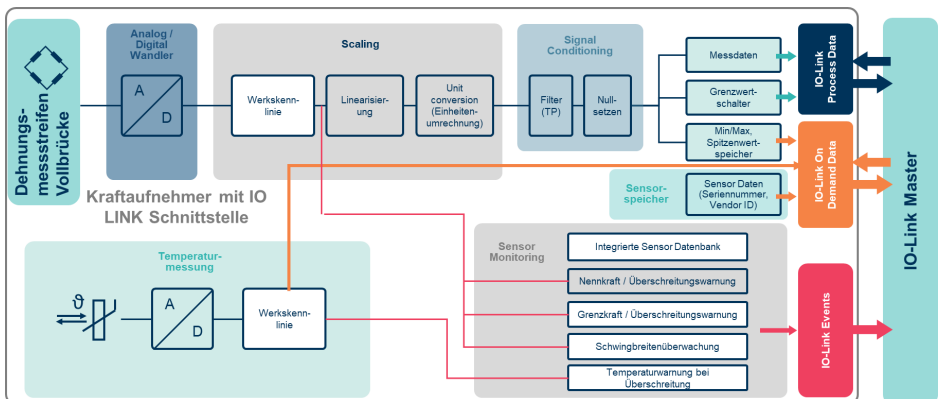 Dehnungs-
messstreifen
Vollbrücke
Analog /
Digital
Wandler
A
D
Scaling
Werkskenn-
linie
Linearisier-
ung
Unit
conversion
(Einheiten-
umrechnung)
Signal
Conditioning
Filter
(TP)
Null-
setzen
Messdaten
Grenzwert-
schalter
Min/Max,
Spitzenwert-
speicher
IO-Link
Process Data
IO-Link On
Demand Data
IO-Link Master
Kraftaufnehmer mit IO
LINK Schnittstelle
Sensor-
speicher
Sensor Daten
(Seriennummer,
Vendor ID)
Temperatur-
messung
ϑ
A
D
Werkskenn-
linie
Sensor
Monitoring
Integrierte Sensor Datenbank
Nennkraft / Überschreitungswarnung
Grenzkraft / Überschreitungswarnung
Schwingbreitenüberwachung
Temperaturwarnung bei
Überschreitung
IO-Link Events